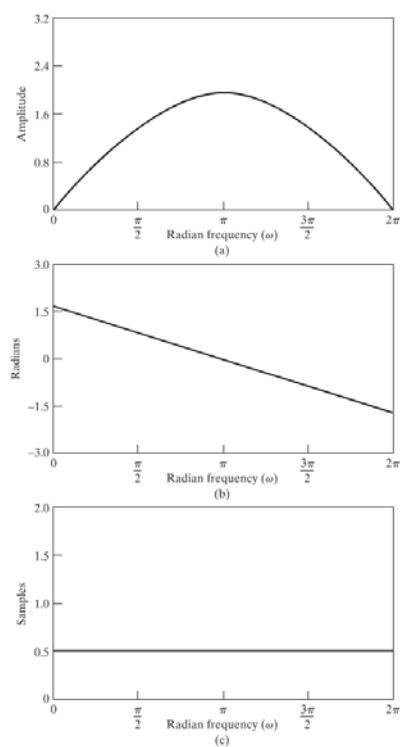 3.2
2.4
1.6
0.8
0
Amplitude
0 π/2 π 3π/2 2π
Radian frequency (ω)
(a)
3.0
1.5
0
–1.5
–3.0
Radians
0 π/2 π 3π/2 2π
Radian frequency (ω)
(b)
2.0
1.5
1.0
0.5
0
Samples
0 π/2 π 3π/2 2π
Radian frequency (ω)
(c)